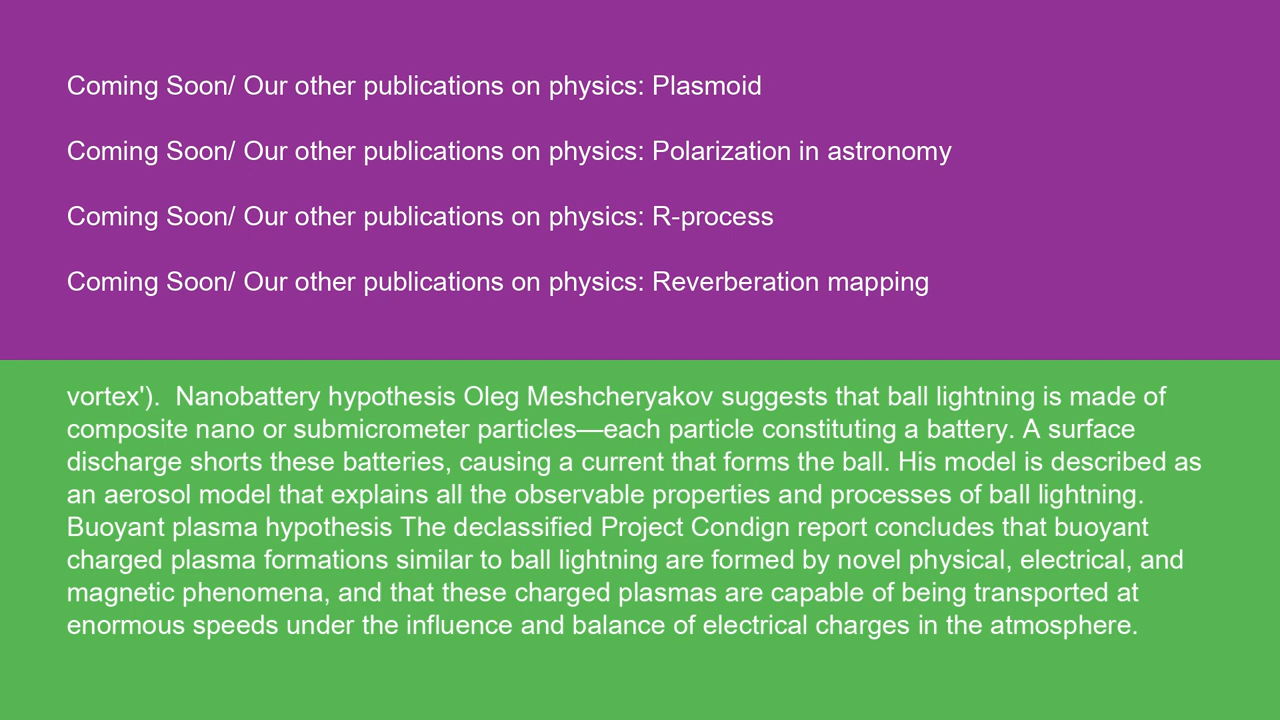 Coming Soon/ Our other publications on physics: Plasmoid
Coming Soon/ Our other publications on physics: Polarization in astronomy
Coming Soon/ Our other publications on physics: R-process
Coming Soon/ Our other publications on physics: Reverberation mapping
vortex').  Nanobattery hypothesis Oleg Meshcheryakov suggests that ball lightning is made of
composite nano or submicrometer particles—each particle constituting a battery. A surface
discharge shorts these batteries, causing a current that forms the ball. His model is described as
an aerosol model that explains all the observable properties and processes of ball lightning.
Buoyant plasma hypothesis The declassified Project Condign report concludes that buoyant
charged plasma formations similar to ball lightning are formed by novel physical, electrical, and
magnetic phenomena, and that these charged plasmas are capable of being transported at
enormous speeds under the influence and balance of electrical charges in the atmosphere.